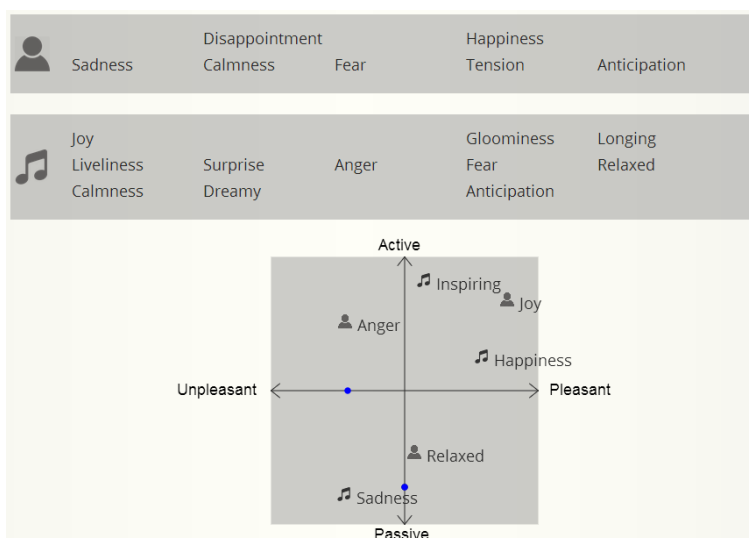 Disappointment Happiness
Sadness Calmness Fear Tension Anticipation
Joy Gloominess Longing
Liveliness Surprise Anger Fear Relaxed
Calmness Dreamy Anticipation
Active
Inspiring
Joy
Anger
Happiness
Unpleasant Pleasant
Relaxed
Sadness
Passive